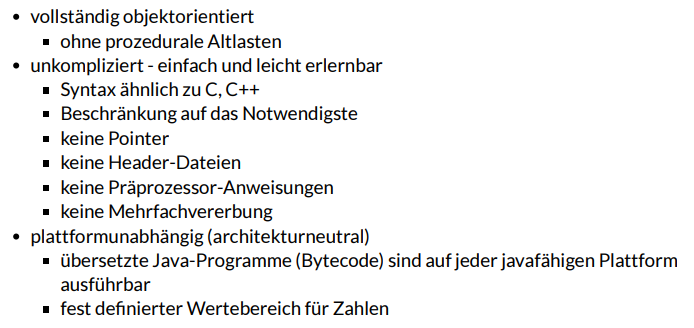 • vollständig objektorientiert
▪ ohne prozedurale Altlasten
• unkompliziert - einfach und leicht erlernbar
▪ Syntax ähnlich zu C, C++
▪ Beschränkung auf das Notwendigste
▪ keine Pointer
▪ keine Header-Dateien
▪ keine Präprozessor-Anweisungen
▪ keine Mehrfachvererbung
• plattformunabhängig (architekturneutral)
▪ übersetzte Java-Programme (Bytecode) sind auf jeder javafähigen Plattform
ausführbar
▪ fest definierter Wertebereich für Zahlen